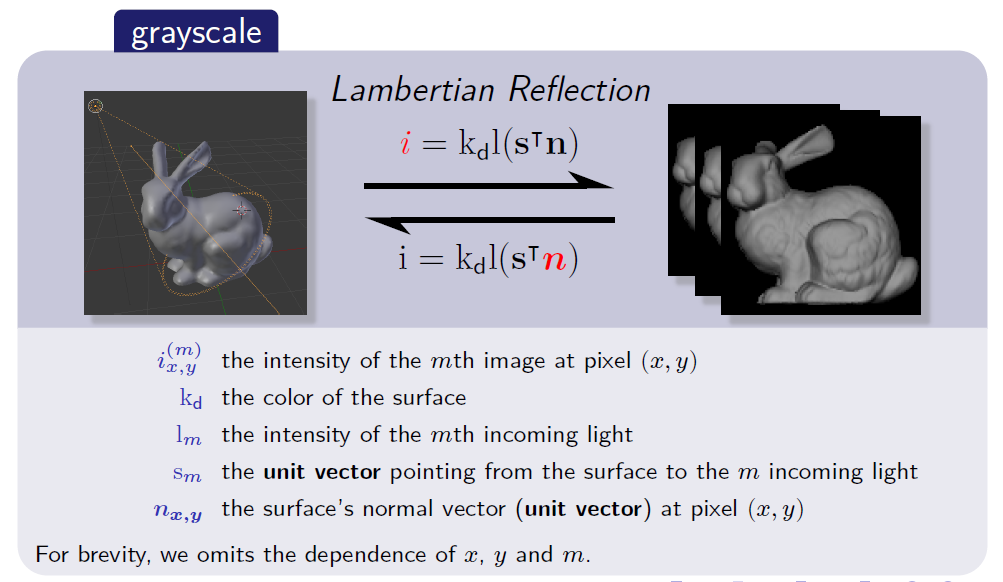 grayscale
Lambertian Reflection
i = k_d l(s^⊤ n)
i = k_d l(s^⊤ n)
i_{x,y}^{(m)} the intensity of the mth image at pixel (x, y)
k_d the color of the surface
l_m the intensity of the mth incoming light
s_m the unit vector pointing from the surface to the m incoming light
n_{x,y} the surface's normal vector (unit vector) at pixel (x, y)
For brevity, we omits the dependence of x, y and m.